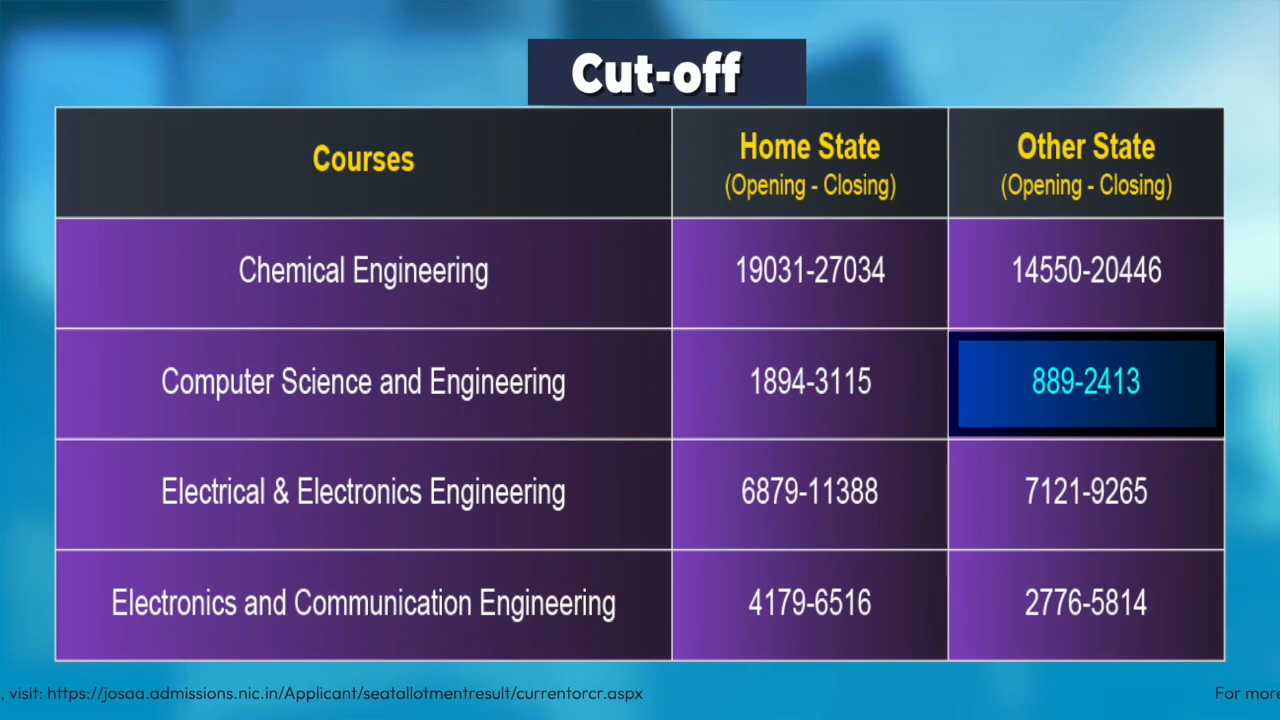 Cut-off
Courses
Home State
(Opening - Closing)
Other State
(Opening - Closing)
Chemical Engineering
19031-27034
14550-20446
Computer Science and Engineering
1894-3115
889-2413
Electrical & Electronics Engineering
6879-11388
7121-9265
Electronics and Communication Engineering
4179-6516
2776-5814
, visit: https://josaa.admissions.nic.in/Applicant/seatallotmentresult/currentorcr.aspx
For more